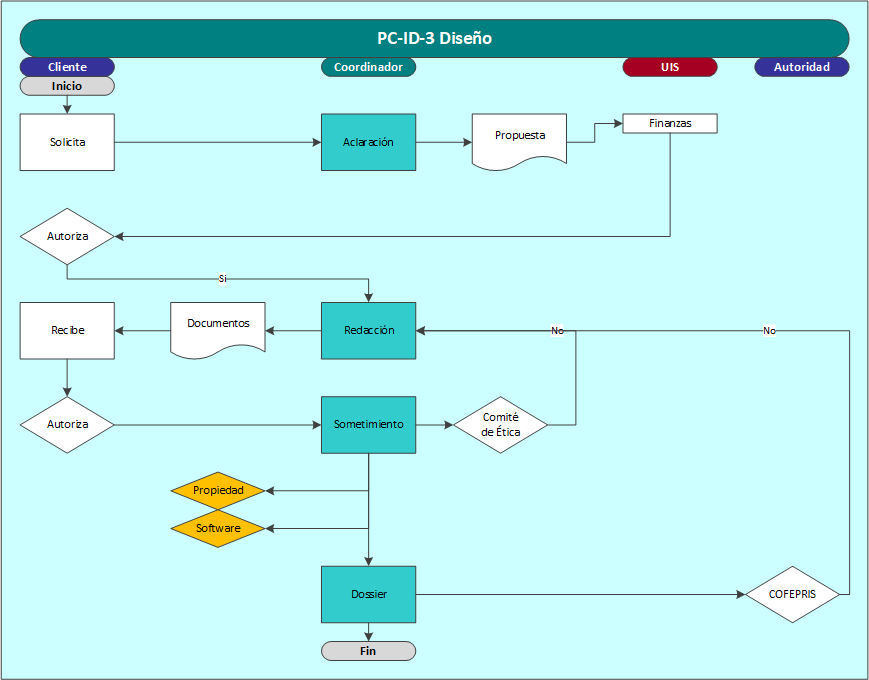 PC-ID-3 Diseño
Cliente
Coordinador
UIS
Autoridad
Inicio
Solicita
Aclaración
Propuesta
Finanzas
Autoriza
Si
Recibe
Documentos
Redacción
No
No
Autoriza
Sometimiento
Comité
de Ética
Propiedad
Software
Dossier
COFEPRIS
Fin